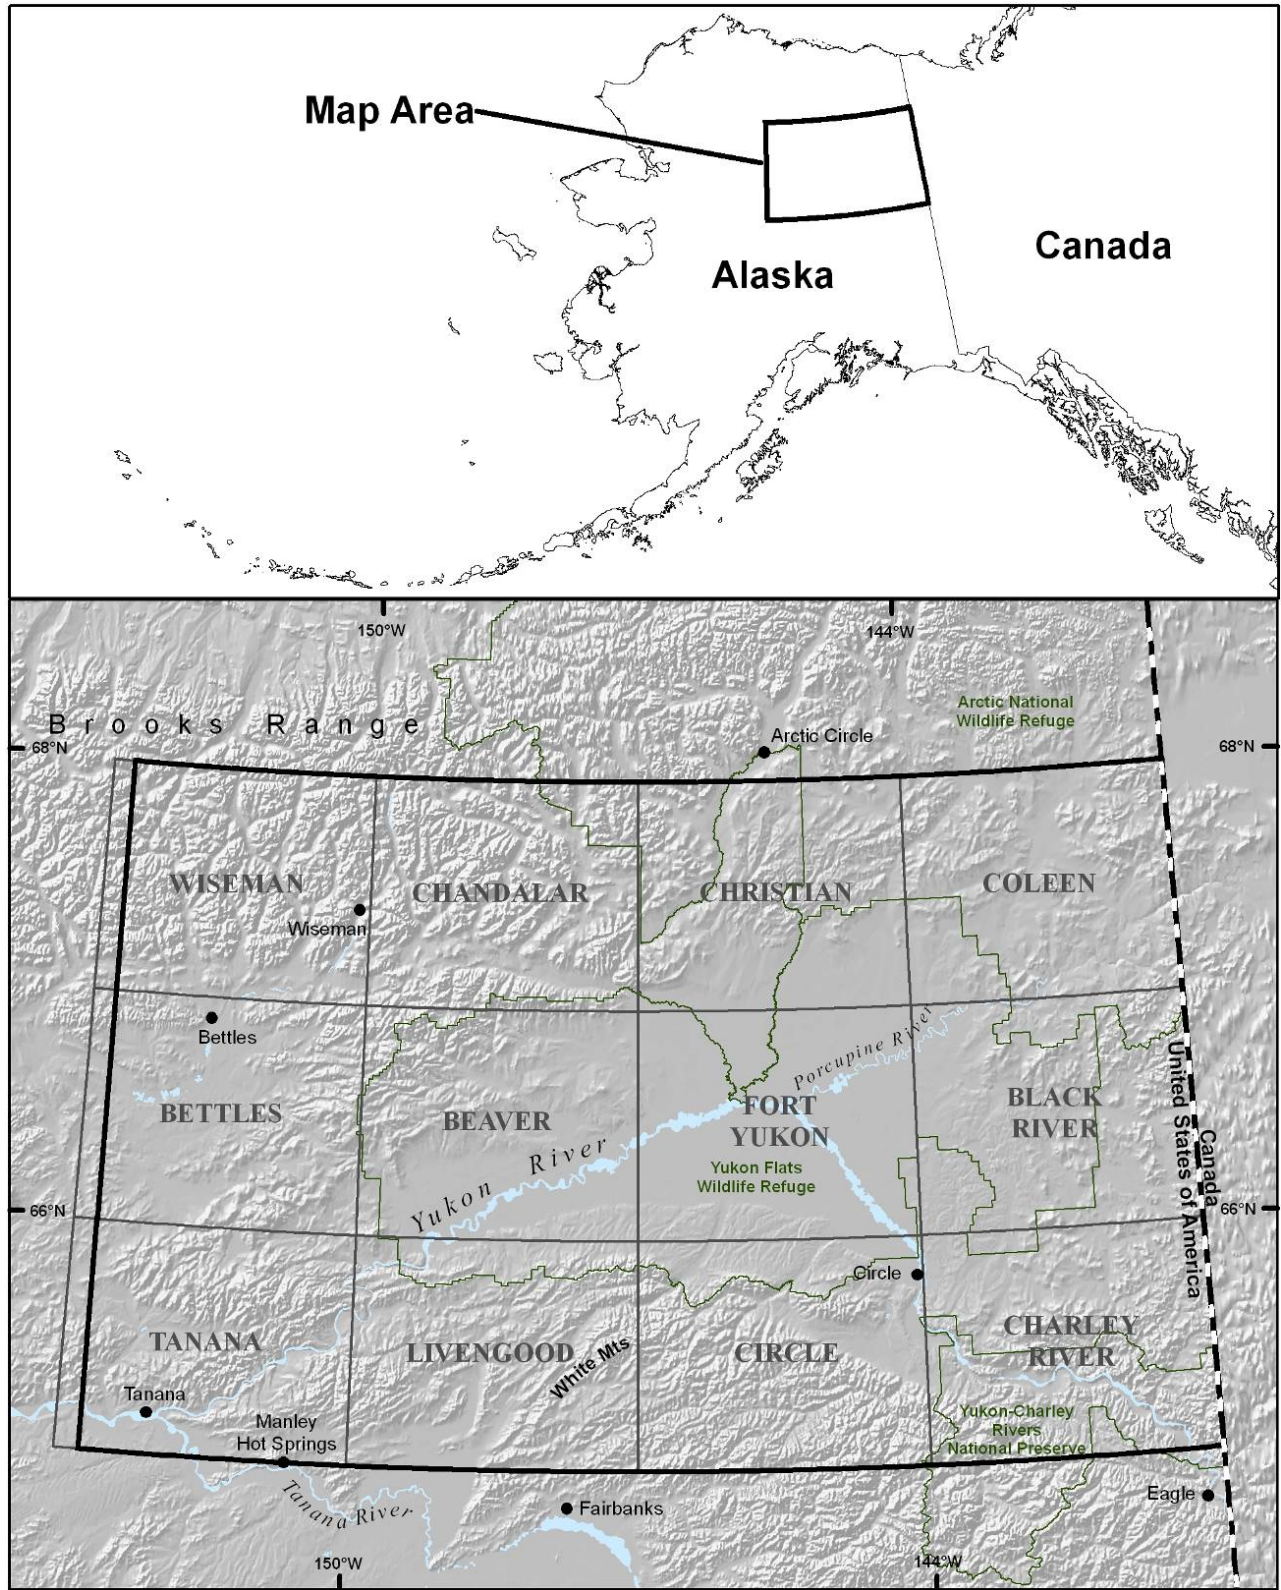 Map Area
Canada
Alaska
150°W
144°W
Arctic National
Wildlife Refuge
Brooks Range
Arctic Circle
68°N
68°N
WISEMAN
CHANDALAR
CHRISTIAN
COLEEN
Wiseman
Bettles
Porcupine River
BETTLES
BEAVER
FORT
YUKON
BLACK
RIVER
United States of America
Canada
Yukon River
Yukon Flats
Wildlife Refuge
66°N
66°N
Circle
TANANA
LIVENGOOD
White Mts
CIRCLE
CHARLEY
RIVER
Tanana
Manley
Hot Springs
Yukon-Charley
Rivers
National Preserve
Tanana River
Fairbanks
Eagle
150°W
144°W